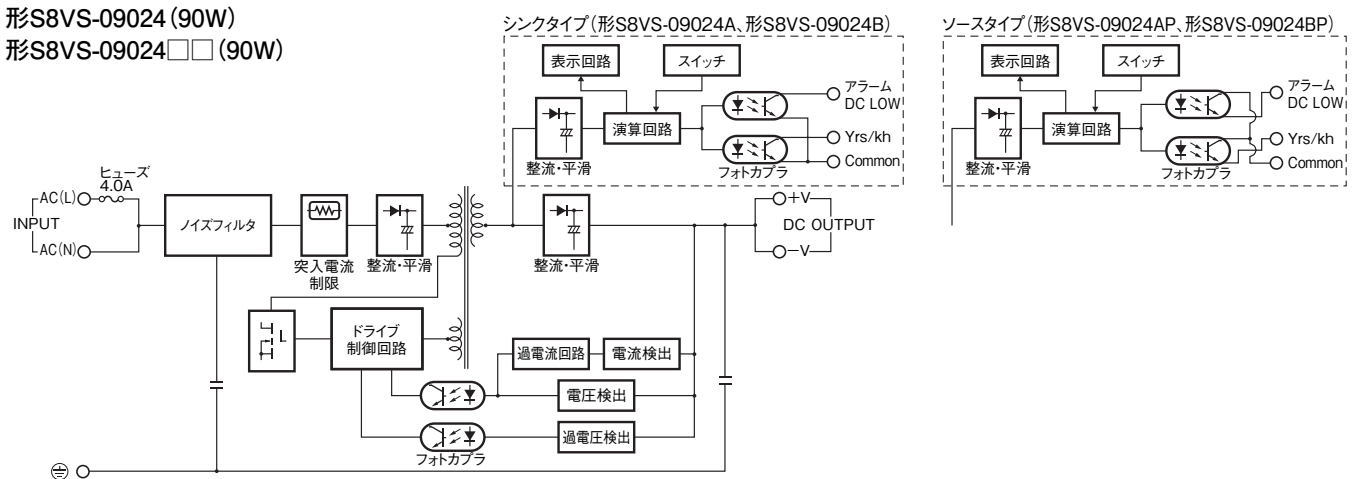 形S8VS-09024(90W)
形S8VS-09024□□(90W)
シンクタイプ(形S8VS-09024A、形S8VS-09024B)
表示回路
スイッチ
アラーム
DC LOW
演算回路
Yrs/kh
Common
整流・平滑
フォトカプラ
ソースタイプ(形S8VS-09024AP、形S8VS-09024BP)
表示回路
スイッチ
アラーム
DC LOW
演算回路
Yrs/kh
Common
整流・平滑
フォトカプラ
ヒューズ
4.0A
AC(L)
INPUT
AC(N)
ノイズフィルタ
突入電流
制限
整流・平滑
整流・平滑
+V
DC OUTPUT
-V
ドライブ
制御回路
過電流回路
電流検出
電圧検出
過電圧検出
フォトカプラ